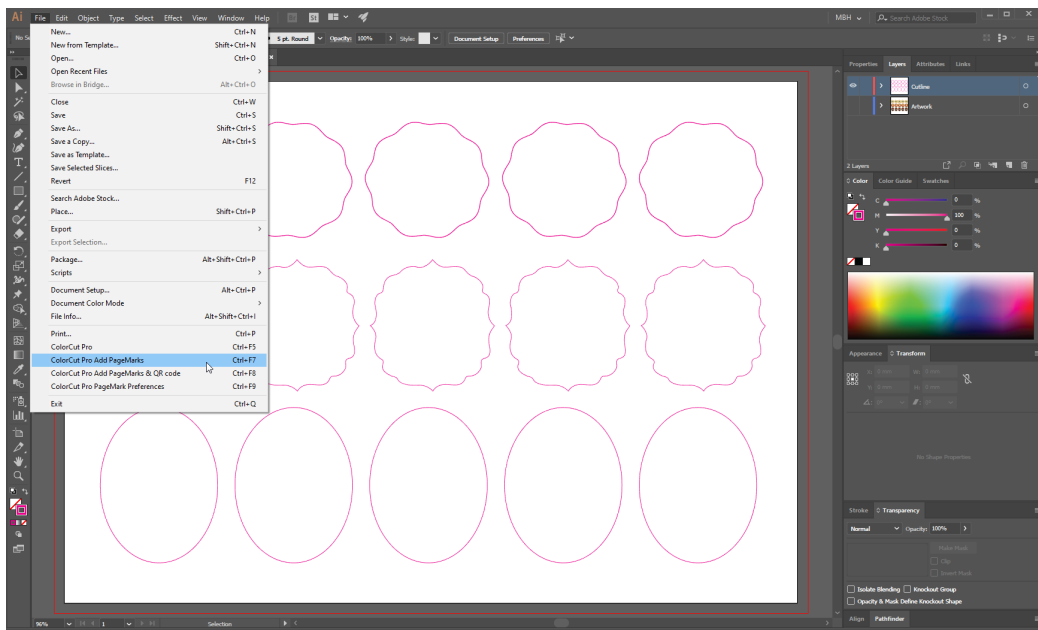 Ai File Edit Object Type Select Effect View Window Help St MBH Search Adobe Stock
No Se 5 pt. Round Opacity: 100% Style: Document Setup Preferences
New... Ctrl+N
New from Template... Shift+Ctrl+N
Open... Ctrl+O
Open Recent Files
Browse in Bridge... Alt+Ctrl+O
Close Ctrl+W
Save Ctrl+S
Save As... Shift+Ctrl+S
Save a Copy... Alt+Ctrl+S
Save as Template...
Save Selected Slices...
Revert F12
Search Adobe Stock...
Place... Shift+Ctrl+P
Export
Export Selection...
Package... Alt+Shift+Ctrl+P
Scripts
Document Setup... Alt+Ctrl+P
Document Color Mode
File Info... Alt+Shift+Ctrl+I
Print... Ctrl+P
ColorCut Pro Ctrl+F5
ColorCut Pro Add PageMarks Ctrl+F7
ColorCut Pro Add PageMarks & QR code Ctrl+F8
ColorCut Pro PageMark Preferences Ctrl+F9
Exit Ctrl+Q
Properties Layers Attributes Links
Cutline
Artwork
2 Layers
Color Color Guide Swatches
C 0 %
M 100 %
Y 0 %
K 0 %
Appearance Transform
No Shape Properties
Stroke Transparency
Normal Opacity: 100%
Make Mask
Clip
Invert Mask
Isolate Blending Knockout Group
Opacity & Mask Define Knockout Shape
Align Pathfinder
96% 1 Selection